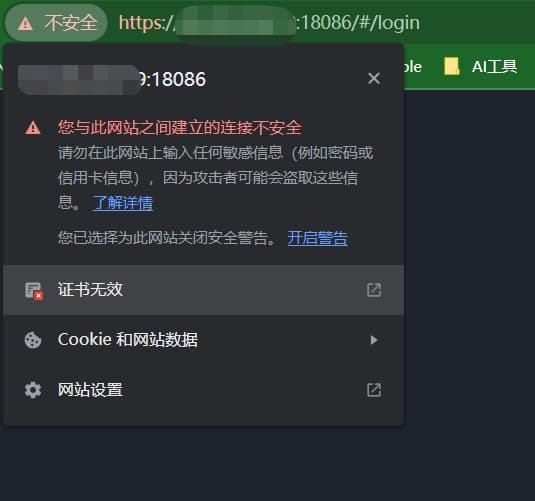 不安全 https:// :18086/#/login
ole AI工具
9:18086
您与此网站之间建立的连接不安全
请勿在此网站上输入任何敏感信息（例如密码或
信用卡信息），因为攻击者可能会盗取这些信
息。 了解详情
您已选择为此网站关闭安全警告。 开启警告
证书无效
Cookie 和网站数据
网站设置